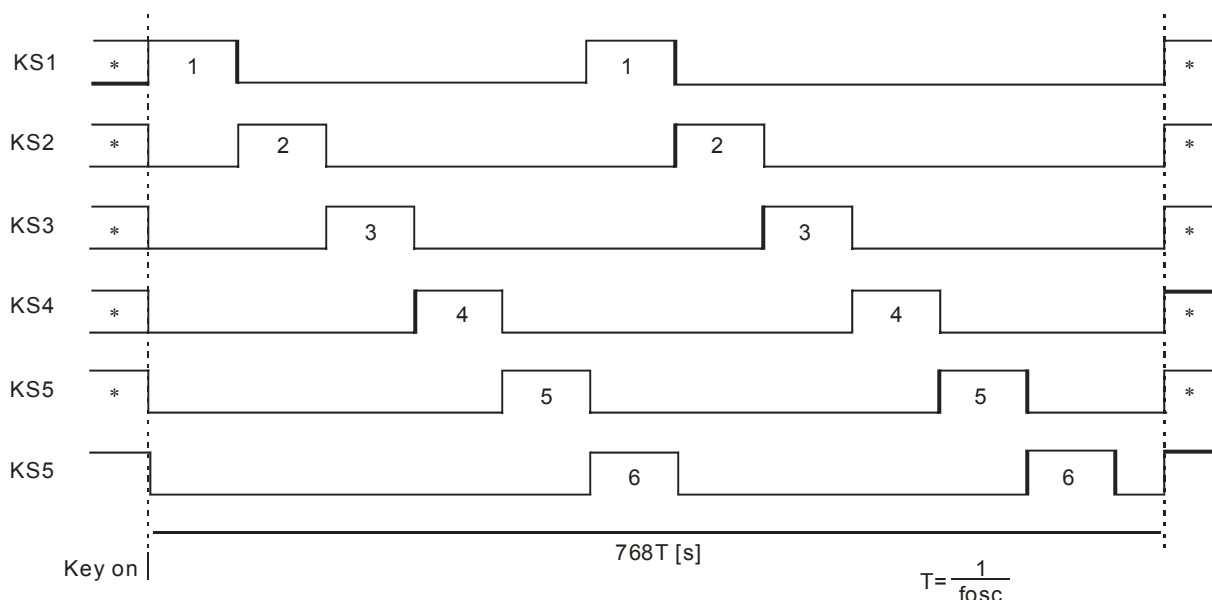 KS1 * 1 1 *
KS2 * 2 2 *
KS3 * 3 3 *
KS4 * 4 4 *
KS5 * 5 5 *
KS5 6 6
768T [s]
Key on
T= 1
fosc